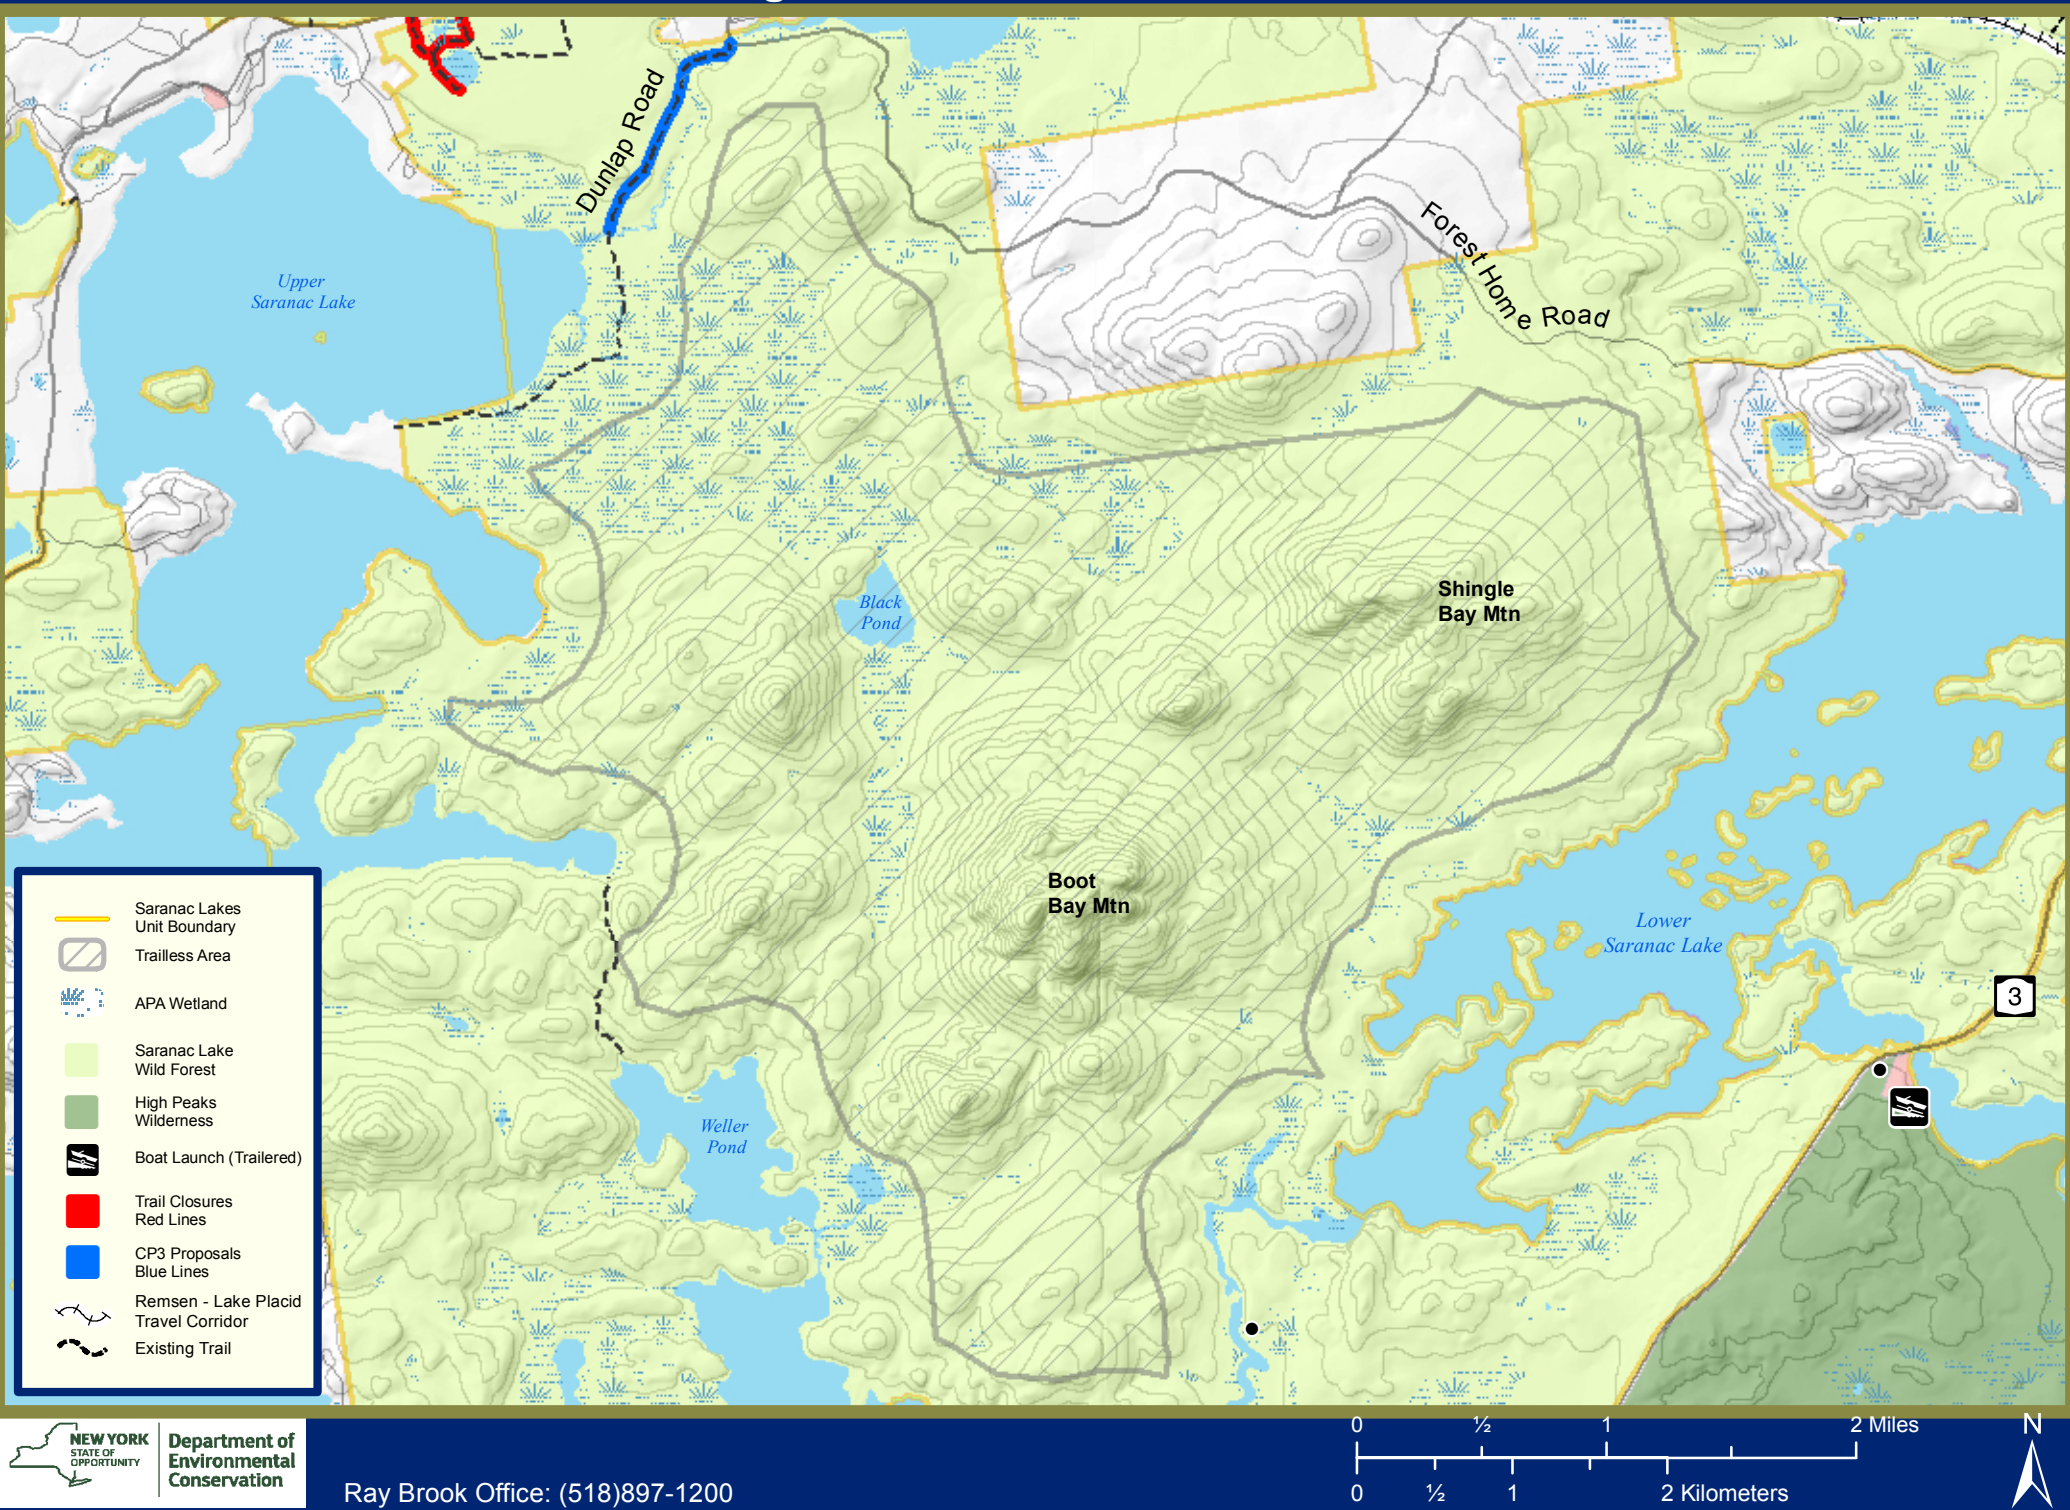 Dunlap Road
Forest Home Road
Upper
Saranac Lake
Black
Pond
Shingle
Bay Mtn
Boot
Bay Mtn
Lower
Saranac Lake
3
Weller
Pond
Saranac Lakes
Unit Boundary
Trailless Area
APA Wetland
Saranac Lake
Wild Forest
High Peaks
Wilderness
Boat Launch (Trailered)
Trail Closures
Red Lines
CP3 Proposals
Blue Lines
Remsen - Lake Placid
Travel Corridor
Existing Trail
NEW YORK
STATE OF
OPPORTUNITY
Department of
Environmental
Conservation
Ray Brook Office: (518)897-1200
0 ½ 1 2 Miles
0 ½ 1 2 Kilometers
N